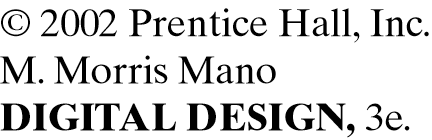 © 2002 Prentice Hall, Inc.
M. Morris Mano
DIGITAL DESIGN, 3e.